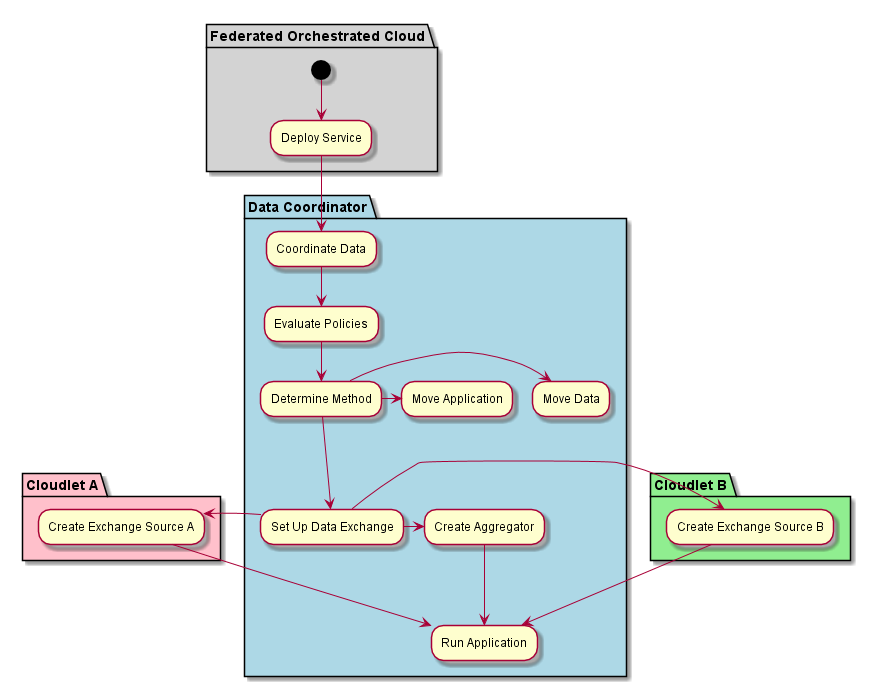 Federated Orchestrated Cloud
Deploy Service
Data Coordinator
Coordinate Data
Evaluate Policies
Determine Method
Move Application
Move Data
Cloudlet A
Cloudlet B
Create Exchange Source A
Set Up Data Exchange
Create Aggregator
Create Exchange Source B
Run Application